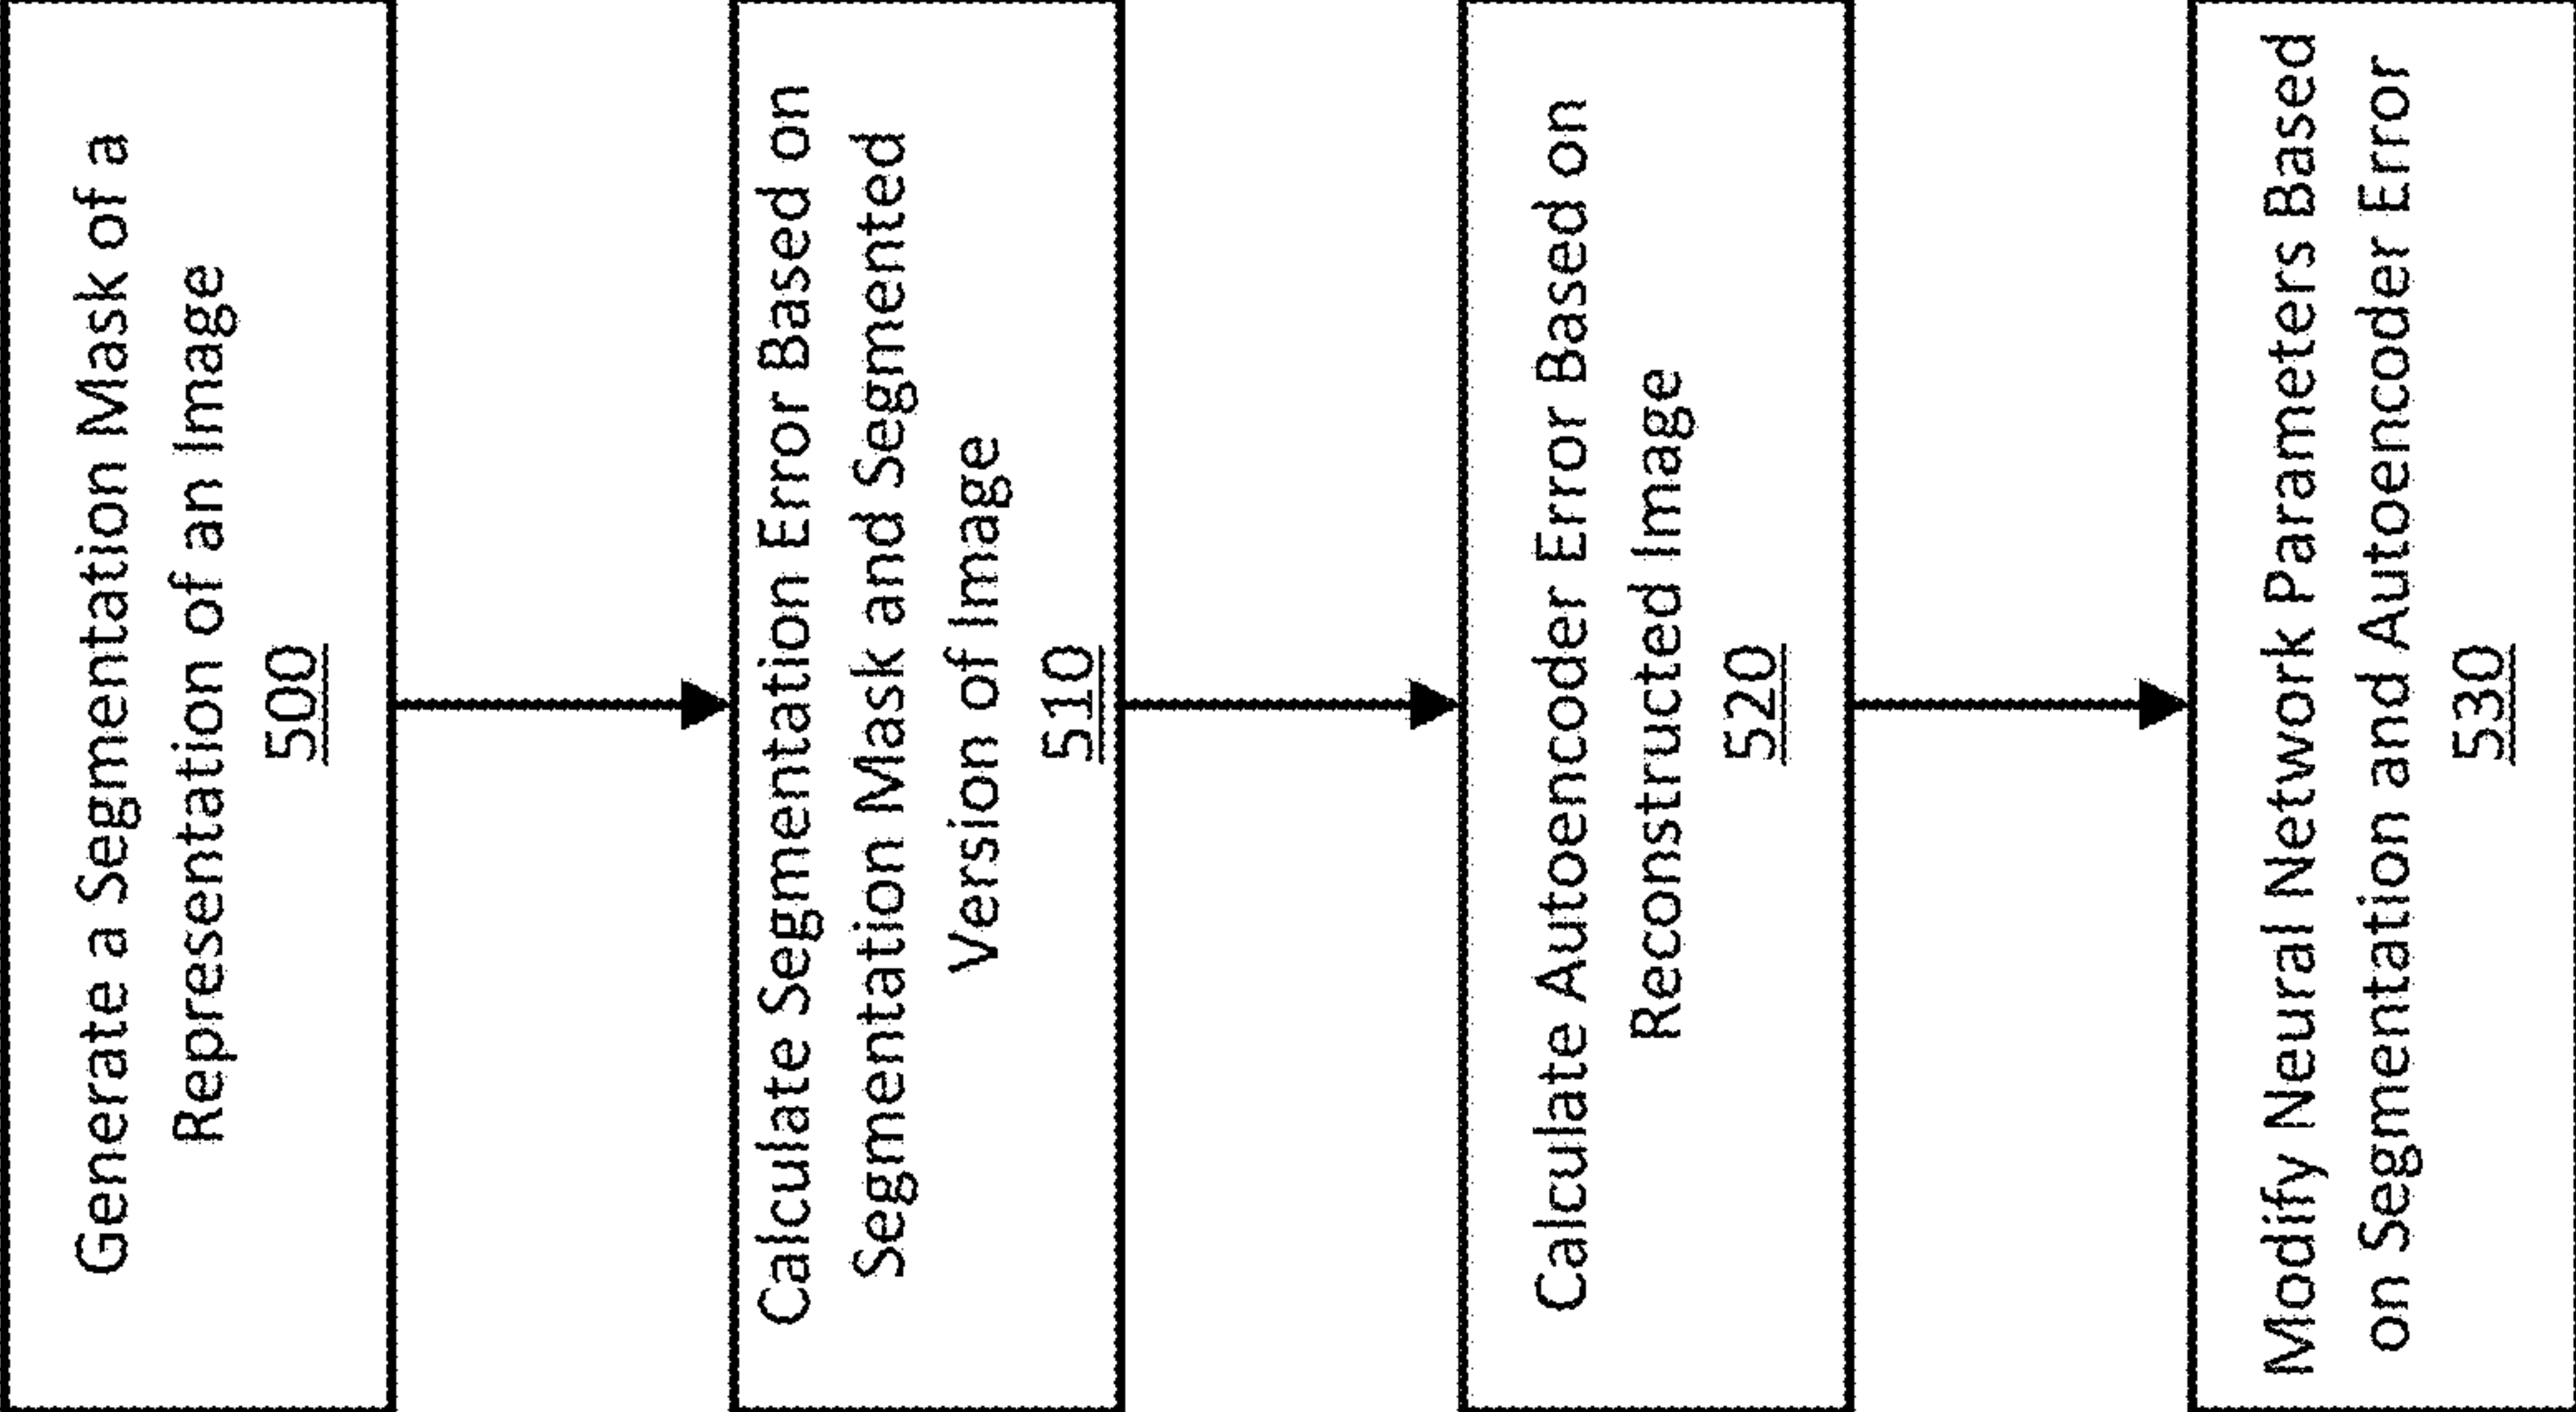 Generate a Segmentation Mask of a
Representation of an Image
500
Calculate Segmentation Error Based on
Segmentation Mask and Segmented
Version of Image
510
Calculate Autoencoder Error Based on
Reconstructed Image
520
Modify Neural Network Parameters Based
on Segmentation and Autoencoder Error
530